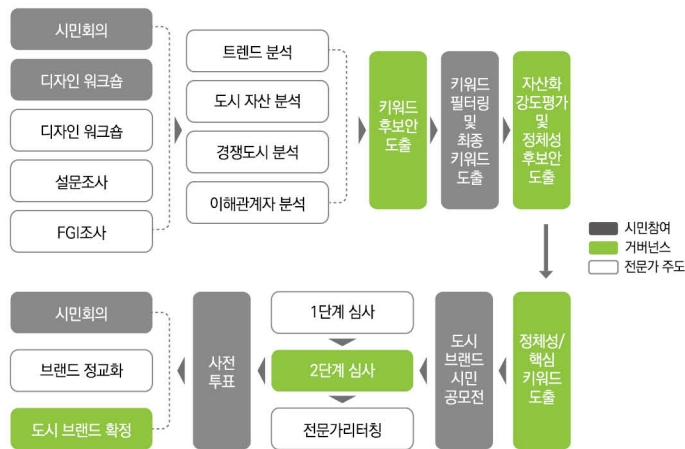 시민회의
디자인 워크숍
디자인 워크숍
설문조사
FGI조사
트렌드 분석
도시 자산 분석
경쟁도시 분석
이해관계자 분석
키워드
후보안
도출
키워드
필터링
및
최종
키워드
도출
자산화
강도평가
및
정체성
후보안
도출
시민참여
거버넌스
전문가 주도
정체성/
핵심
키워드
도출
도시
브랜드
시민
공모전
1단계 심사
2단계 심사
전문가리터칭
사전
투표
시민회의
브랜드 정교화
도시 브랜드 확정